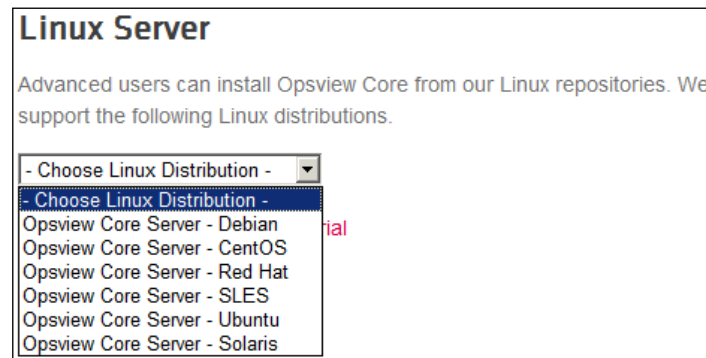 Linux Server
Advanced users can install Opsview Core from our Linux repositories. We
support the following Linux distributions.
- Choose Linux Distribution -
- Choose Linux Distribution -
Opsview Core Server - Debian
rial
Opsview Core Server - CentOS
Opsview Core Server - Red Hat
Opsview Core Server - SLES
Opsview Core Server - Ubuntu
Opsview Core Server - Solaris